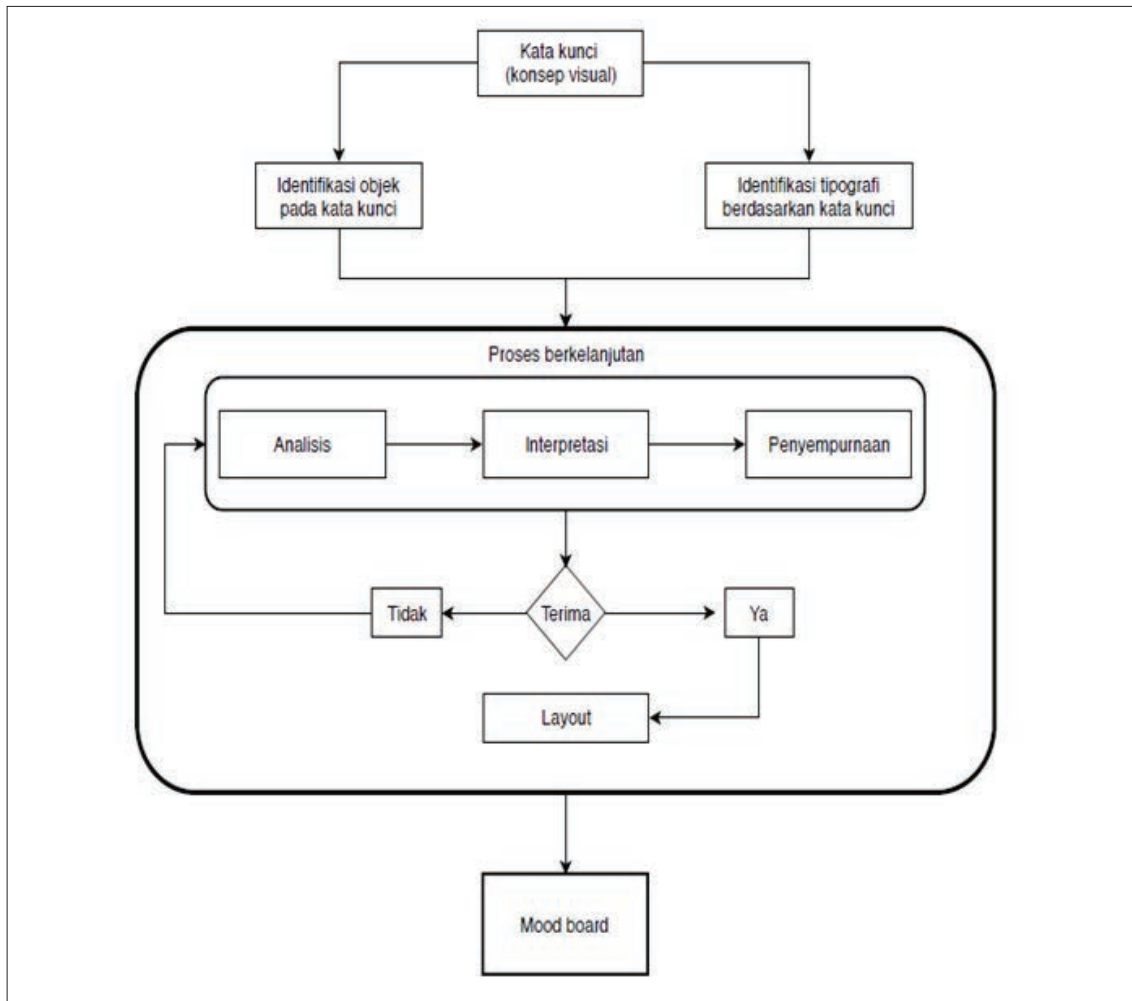 Kata kunci
(konsep visual)
Identifikasi objek
pada kata kunci
Identifikasi tipografi
berdasarkan kata kunci
Proses berkelanjutan
Analisis
Interpretasi
Penyempurnaan
Tidak
Terima
Ya
Layout
Mood board